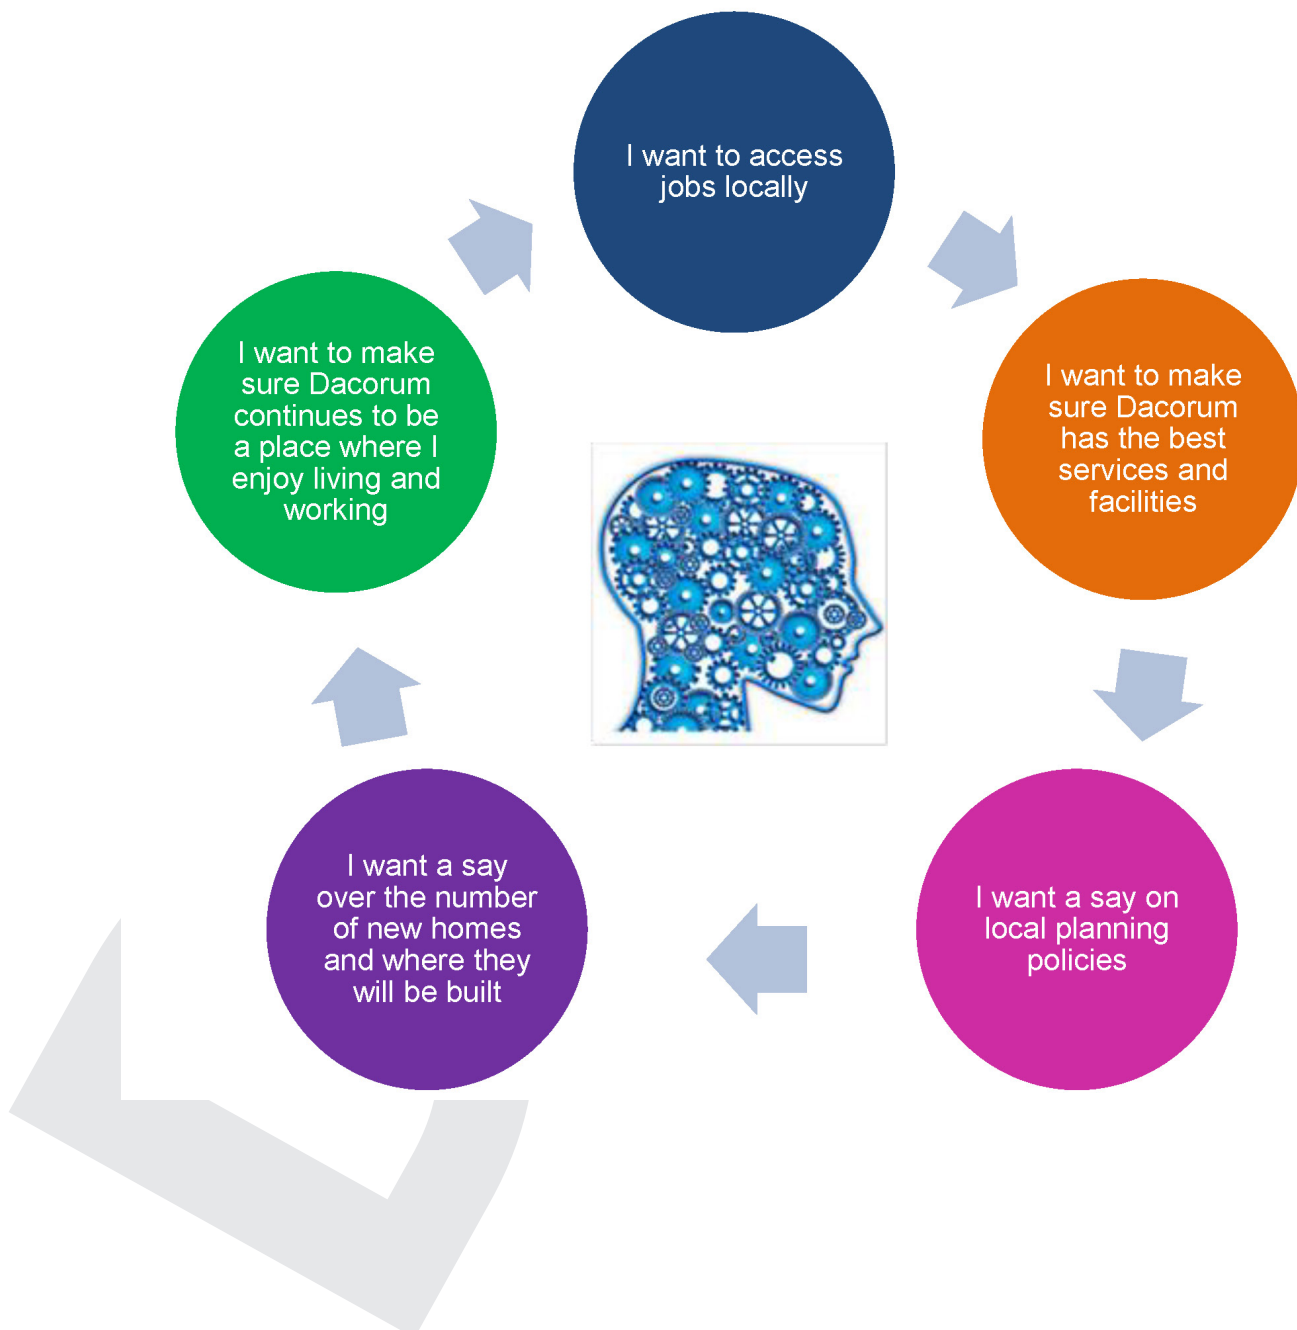 I want to access
jobs locally
I want to make
sure Dacorum
has the best
services and
facilities
I want a say on
local planning
policies
I want a say
over the number
of new homes
and where they
will be built
I want to make
sure Dacorum
continues to be
a place where I
enjoy living and
working